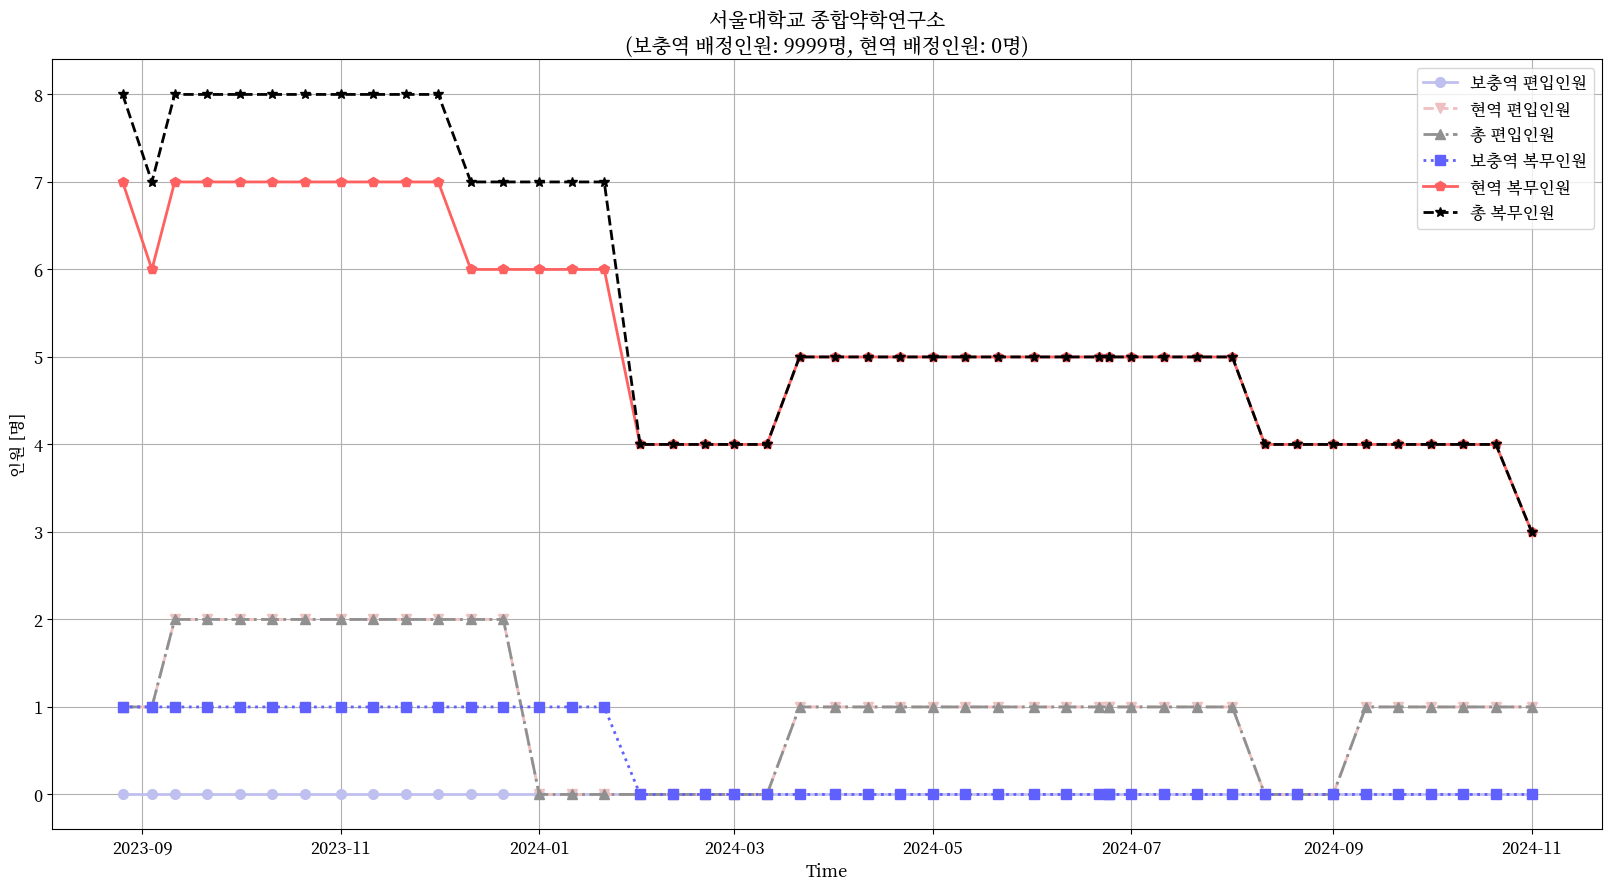 서울대학교 종합약학연구소
(보충역 배정인원: 9999명, 현역 배정인원: 0명)
보충역 편입인원
현역 편입인원
총 편입인원
보충역 복무인원
현역 복무인원
총 복무인원
인원 [명]
8
7
6
5
4
3
2
1
0
2023-09
2023-11
2024-01
2024-03
2024-05
2024-07
2024-09
2024-11
Time